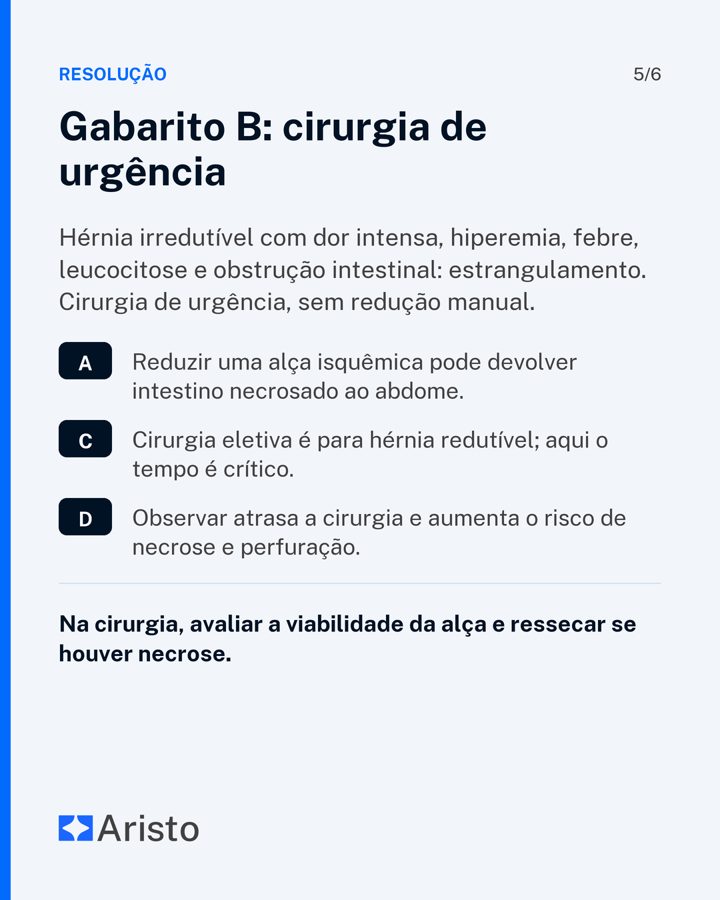 RESOLUÇÃO
5/6
Gabarito B: cirurgia de
urgência
Hérnia irredutível com dor intensa, hiperemia, febre,
leucocitose e obstrução intestinal: estrangulamento.
Cirurgia de urgência, sem redução manual.
A
Reduzir uma alça isquêmica pode devolver
intestino necrosado ao abdome.
C
Cirurgia eletiva é para hérnia redutível; aqui o
tempo é crítico.
D
Observar atrasa a cirurgia e aumenta o risco de
necrose e perfuração.
Na cirurgia, avaliar a viabilidade da alça e ressecar se
houver necrose.
Aristo